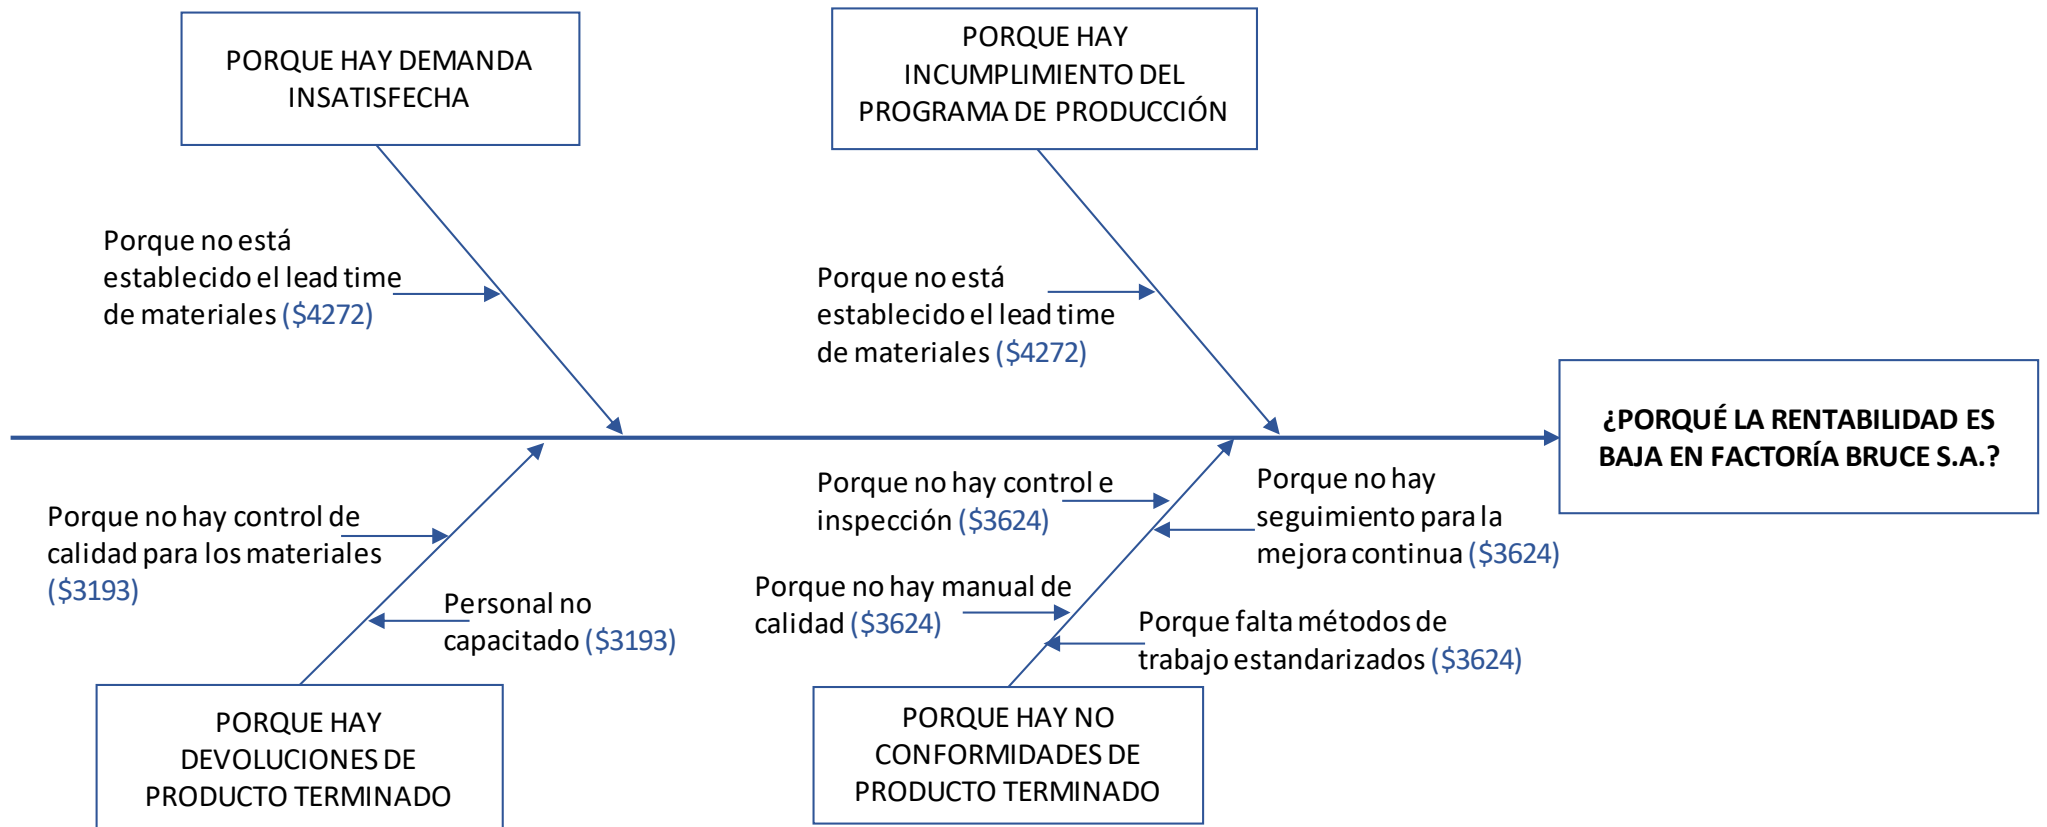 PORQUE HAY DEMANDA
INSATISFECHA
PORQUE HAY
INCUMPLIMIENTO DEL
PROGRAMA DE PRODUCCIÓN
Porque no está
establecido el lead time
de materiales ($4272)
Porque no está
establecido el lead time
de materiales ($4272)
¿PORQUÉ LA RENTABILIDAD ES
BAJA EN FACTORÍA BRUCE S.A.?
Porque no hay control de
calidad para los materiales
($3193)
Personal no
capacitado ($3193)
Porque no hay control e
inspección ($3624)
Porque no hay
seguimiento para la
mejora continua ($3624)
Porque no hay manual de
calidad ($3624)
Porque falta métodos de
trabajo estandarizados ($3624)
PORQUE HAY
DEVOLUCIONES DE
PRODUCTO TERMINADO
PORQUE HAY NO
CONFORMIDADES DE
PRODUCTO TERMINADO